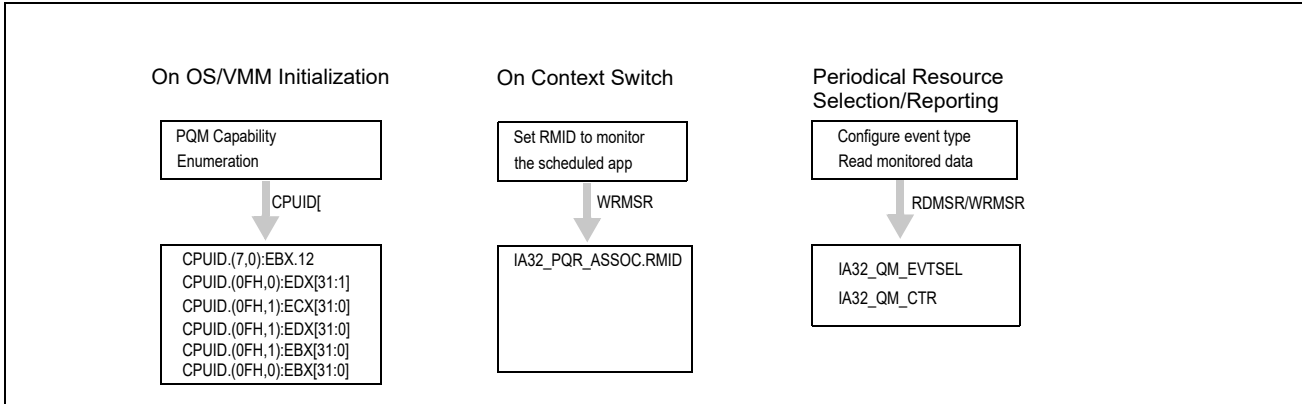 On OS/VMM Initialization
PQM Capability
Enumeration
CPUID[
CPUID.(7,0):EBX.12
CPUID.(0FH,0):EDX[31:1]
CPUID.(0FH,1):ECX[31:0]
CPUID.(0FH,1):EDX[31:0]
CPUID.(0FH,1):EBX[31:0]
CPUID.(0FH,0):EBX[31:0]
On Context Switch
Set RMID to monitor
the scheduled app
WRMSR
IA32_PQR_ASSOC.RMID
Periodical Resource
Selection/Reporting
Configure event type
Read monitored data
RDMSR/WRMSR
IA32_QM_EVTSEL
IA32_QM_CTR